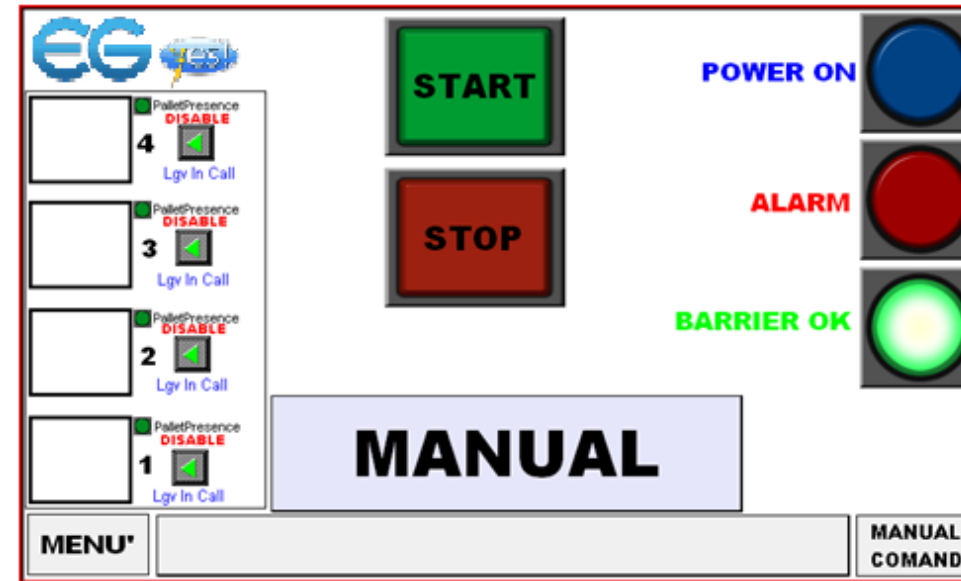 EG yes!
START
POWER ON
PalletPresence
DISABLE
4
Lgv In Call
ALARM
PalletPresence
DISABLE
3
Lgv In Call
STOP
BARRIER OK
PalletPresence
DISABLE
2
Lgv In Call
PalletPresence
DISABLE
1
Lgv In Call
MANUAL
MENU'
MANUAL
COMAND